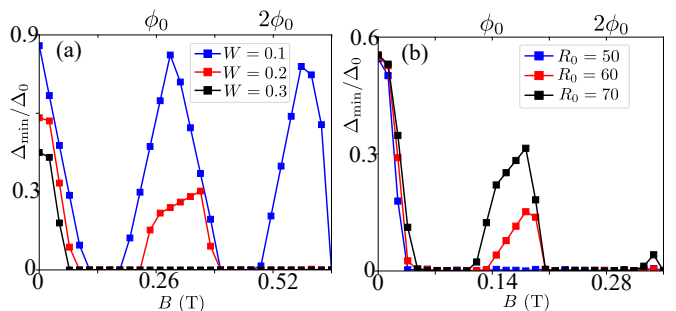 ϕ₀ 2ϕ₀
(a)
W = 0.1
W = 0.2
W = 0.3
Δmin/Δ₀
0.9
0.3
0
0 0.26 0.52
B (T)
ϕ₀ 2ϕ₀
(b)
R₀ = 50
R₀ = 60
R₀ = 70
Δmin/Δ₀
0.6
0.3
0
0 0.14 0.28
B (T)